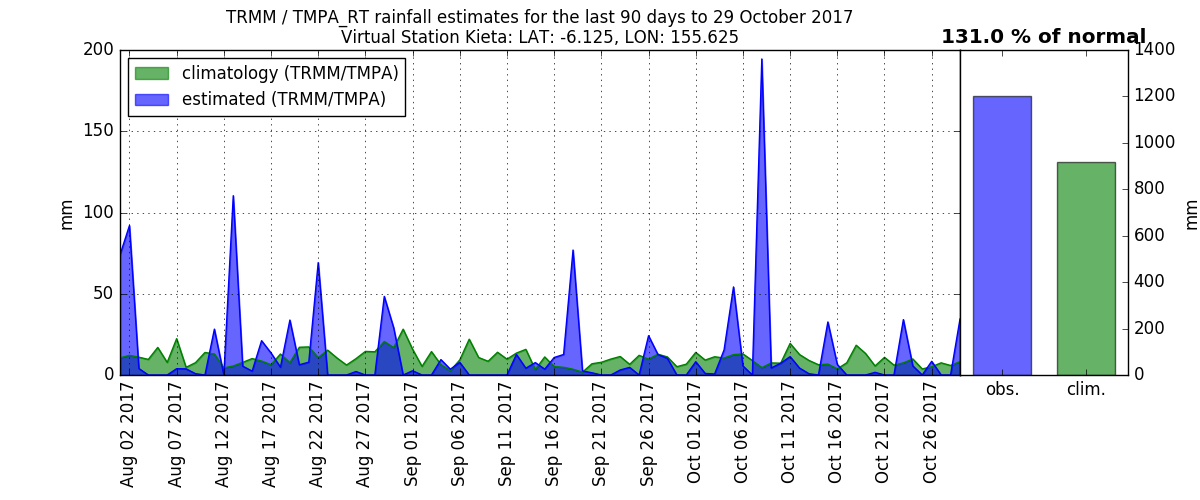 TRMM / TMPA_RT rainfall estimates for the last 90 days to 29 October 2017
Virtual Station Kieta: LAT: -6.125, LON: 155.625
131.0 % of normal
climatology (TRMM/TMPA)
estimated (TRMM/TMPA)
200
150
100
50
0
mm
Aug 02 2017
Aug 07 2017
Aug 12 2017
Aug 17 2017
Aug 22 2017
Aug 27 2017
Sep 01 2017
Sep 06 2017
Sep 11 2017
Sep 16 2017
Sep 21 2017
Sep 26 2017
Oct 01 2017
Oct 06 2017
Oct 11 2017
Oct 16 2017
Oct 21 2017
Oct 26 2017
obs.
clim.
1400
1200
1000
800
600
400
200
0
mm